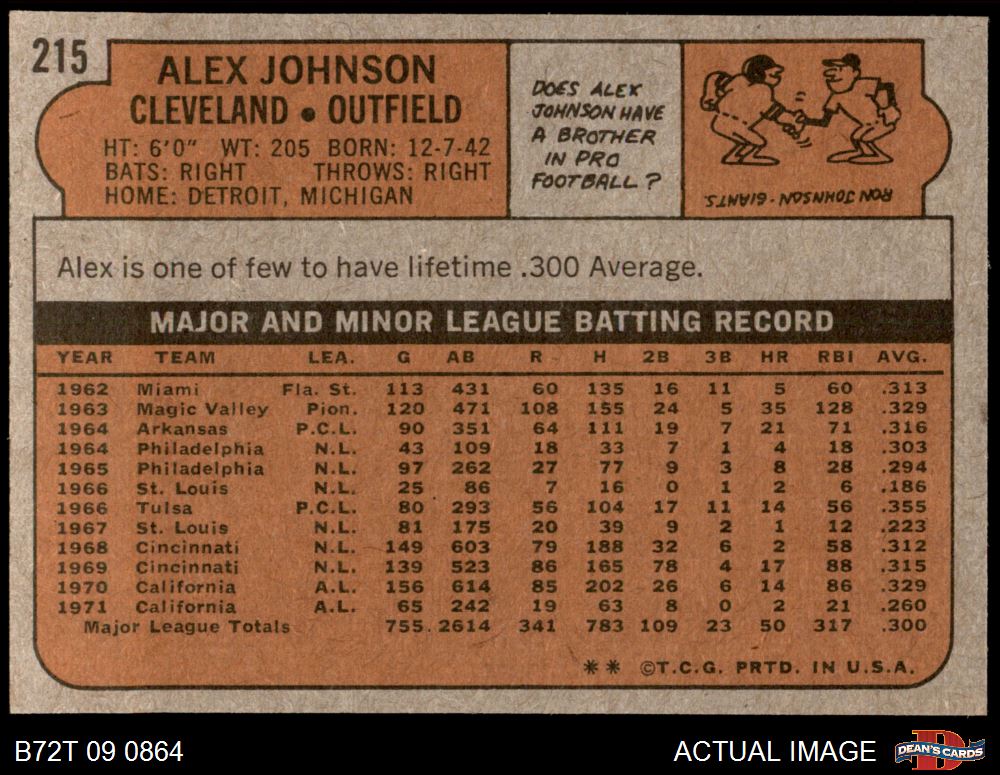 215
ALEX JOHNSON
CLEVELAND • OUTFIELD
HT: 6'0" WT: 205 BORN: 12-7-42
BATS: RIGHT THROWS: RIGHT
HOME: DETROIT, MICHIGAN
DOES ALEX
JOHNSON HAVE
A BROTHER
IN PRO
FOOTBALL?
RON JOHNSON - GIANTS.
Alex is one of few to have lifetime .300 Average.
MAJOR AND MINOR LEAGUE BATTING RECORD
YEAR TEAM LEA. G AB R H 2B 3B HR RBI AVG.
1962 Miami Fla. St. 113 431 60 135 16 11 5 60 .313
1963 Magic Valley Pion. 120 471 108 155 24 5 35 128 .329
1964 Arkansas P.C.L. 90 351 64 111 19 7 21 71 .316
1964 Philadelphia N.L. 43 109 18 33 7 1 4 18 .303
1965 Philadelphia N.L. 97 262 27 77 9 3 8 28 .294
1966 St. Louis N.L. 25 86 7 16 0 1 2 6 .186
1966 Tulsa P.C.L. 80 293 56 104 17 11 14 56 .355
1967 St. Louis N.L. 81 175 20 39 9 2 1 12 .223
1968 Cincinnati N.L. 149 603 79 188 32 6 2 58 .312
1969 Cincinnati N.L. 139 523 86 165 78 4 17 88 .315
1970 California A.L. 156 614 85 202 26 6 14 86 .329
1971 California A.L. 65 242 19 63 8 0 2 21 .260
Major League Totals 755. 2614 341 783 109 23 50 317 .300
** ©T.C.G. PRTD. IN U.S.A.
B72T 09 0864
ACTUAL IMAGE
D
DEAN'S CARDS